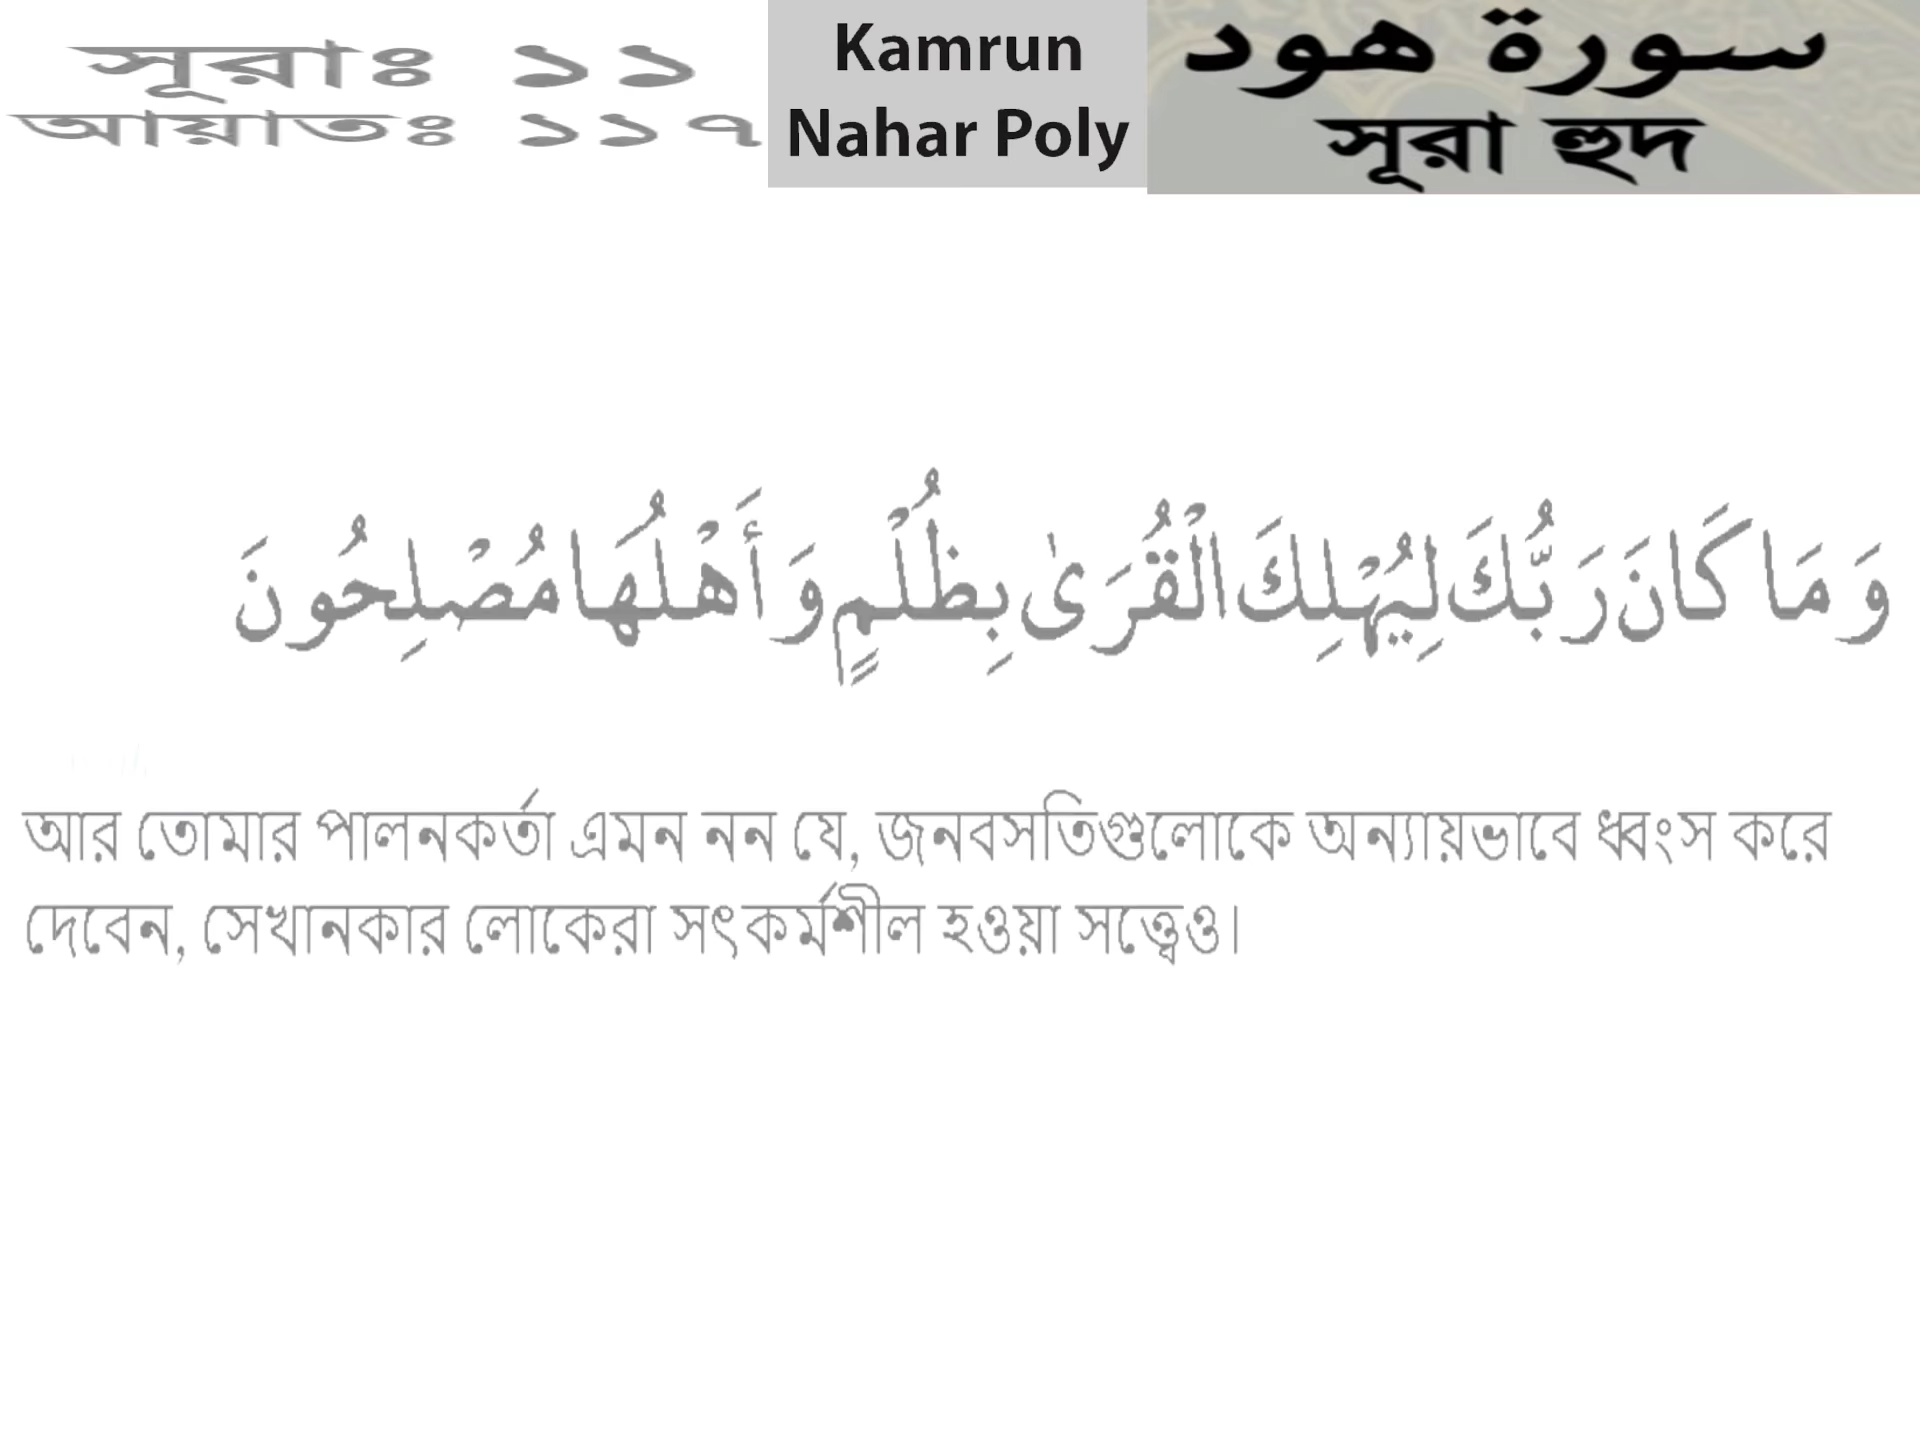 সূরাঃ ১১
আয়াতঃ ১১৭
Kamrun
Nahar Poly
سورة هود
সূরা হুদ
وَمَا كَانَ رَبُّكَ لِيُهْلِكَ الْقُرَىٰ بِظُلْمٍ وَأَهْلُهَا مُصْلِحُونَ
আর তোমার পালনকর্তা এমন নন যে, জনবসতিগুলোকে অন্যায়ভাবে ধ্বংস করে
দেবেন, সেখানকার লোকেরা সৎকর্মশীল হওয়া সত্ত্বেও।